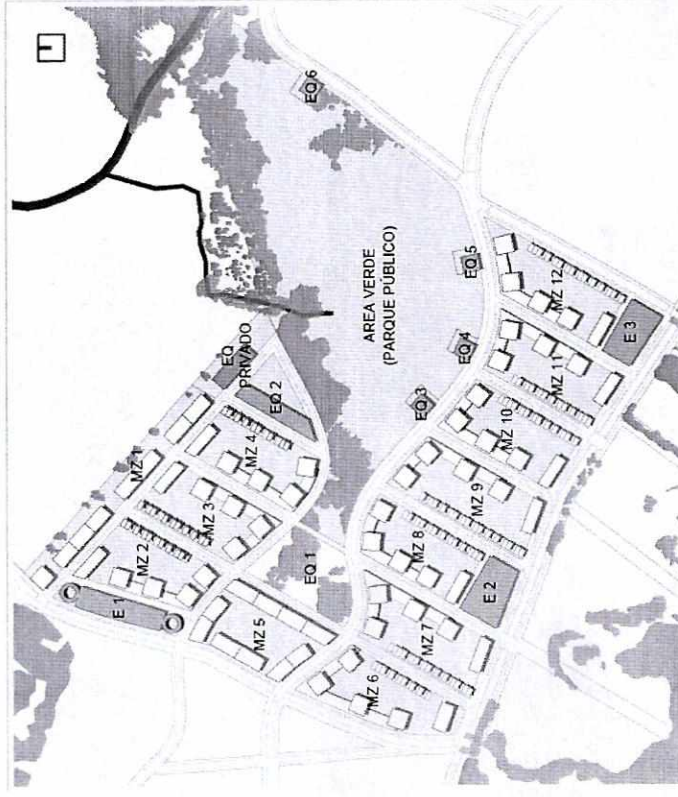 E 1
MZ 1
MZ 2
MZ 3
MZ 4
MZ 5
EQ
PRIVADO
EQ 2
EQ 1
MZ 6
MZ 7
MZ 8
MZ 9
MZ 10
MZ 11
MZ 12
E 2
E 3
EQ 3
EQ 4
EQ 5
EQ 6
AREA VERDE
(PARQUE PÚBLICO)